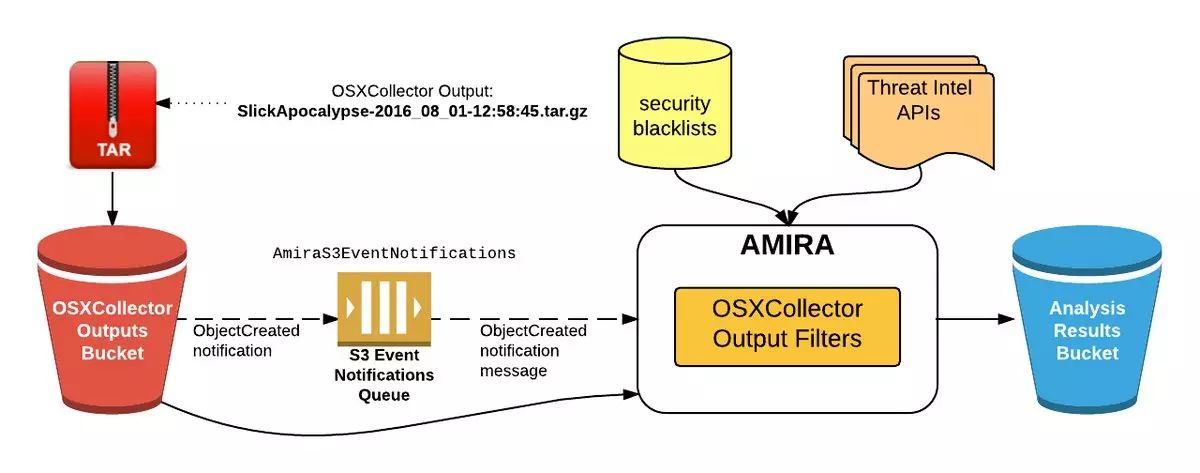 OSXCollector Output:
SlickApocalypse-2016_08_01-12:58:45.tar.gz
TAR
security
blacklists
Threat Intel
APIs
AmiraS3EventNotifications
AMIRA
OSXCollector
Outputs
Bucket
ObjectCreated
notification
S3 Event
Notifications
Queue
ObjectCreated
notification
message
OSXCollector
Output Filters
Analysis
Results
Bucket